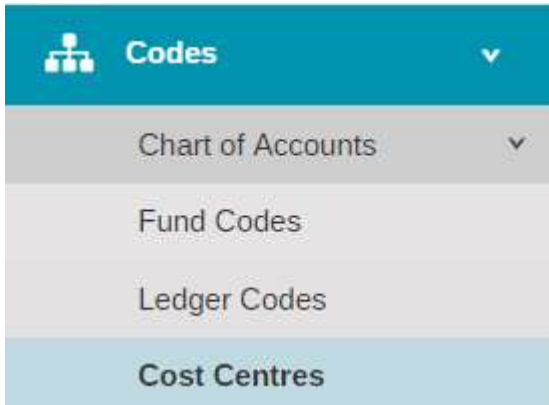 Codes
Chart of Accounts
Fund Codes
Ledger Codes
Cost Centres